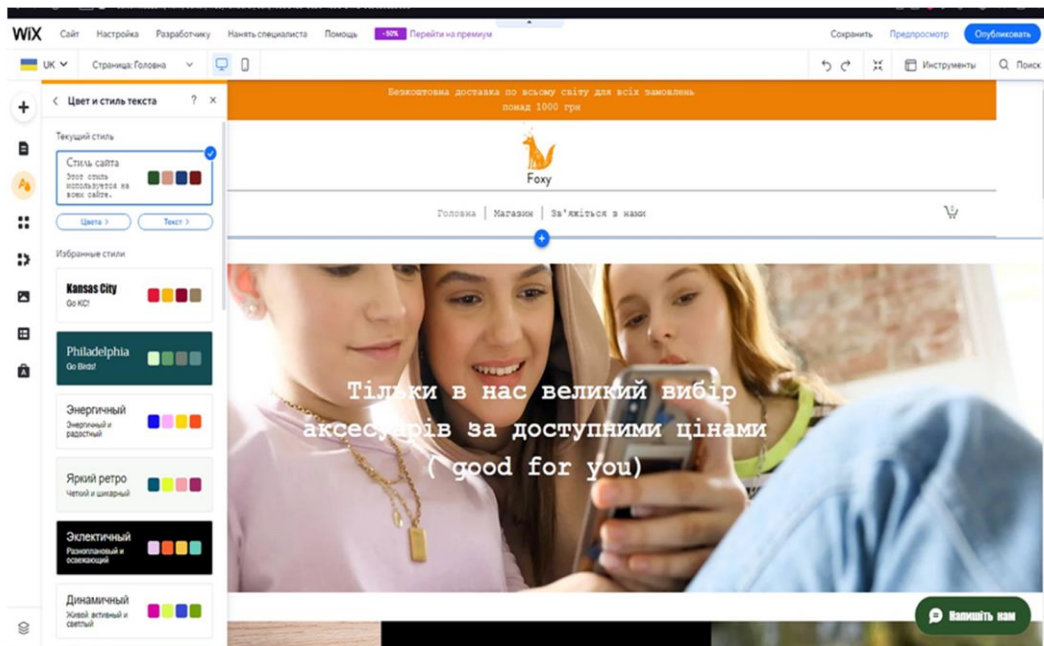 WiX Сайт Настройка Разработчику Нанять специалиста Помощь -50% Перейти на премиум Сохранить Предпросмотр Опубликовать
UK Страница: Головна Инструменты Поиск
Цвет и стиль текста ? ×
Текущий стиль
Стиль сайта
Этот стиль
используется на
всем сайте.
Цвета > Текст >
Избранные стили
Kansas City
Go KC!
Philadelphia
Go Birds!
Энергичный
Энергичный и
радостный
Яркий ретро
Четкий и шикарный
Эклектичный
Разноплановый и
освежающий
Динамичный
Живой, активный и
светлый
Безкоштовна доставка по всьому світу для всіх замовлень
понад 1000 грн
Foxy
Головна | Магазин | Зв'яжіться з нами
Тільки в нас великий вибір
аксесуарів за доступними цінами
( good for you)
Напишіть нам